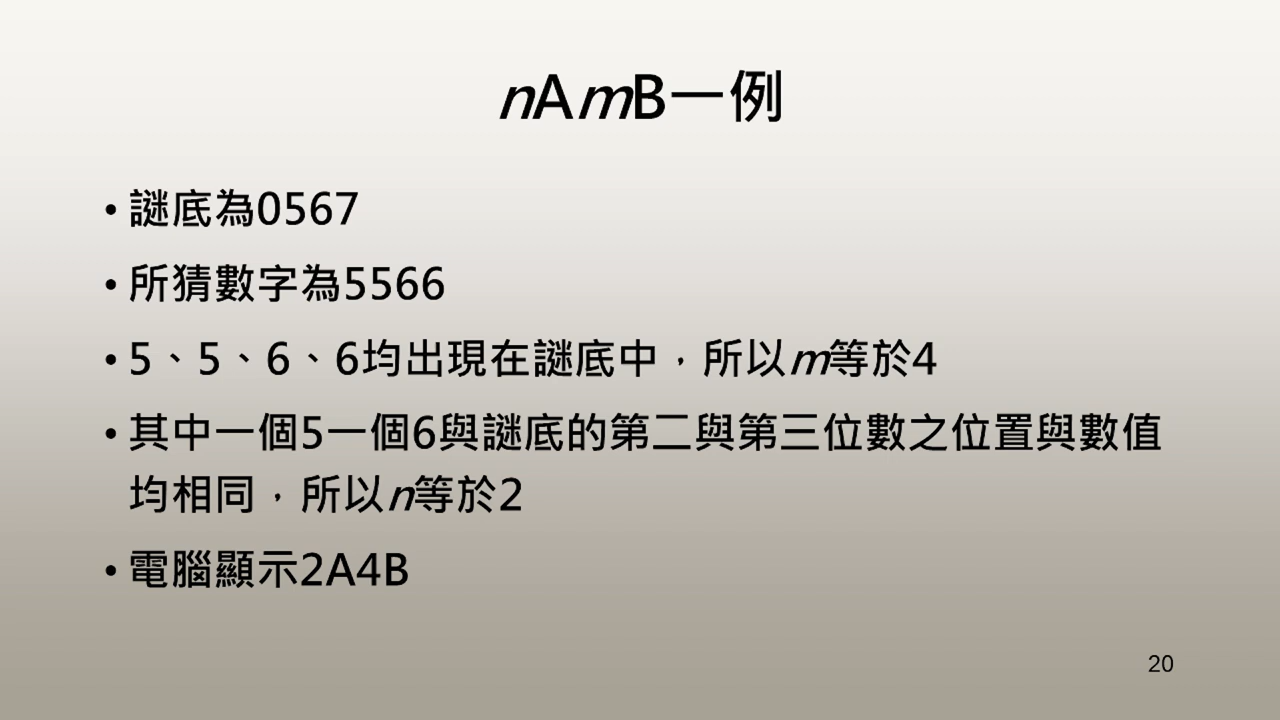 nAmB一例
• 謎底為0567
• 所猜數字為5566
• 5、5、6、6均出現在謎底中，所以m等於4
• 其中一個5一個6與謎底的第二與第三位數之位置與數值
均相同，所以n等於2
• 電腦顯示2A4B
20